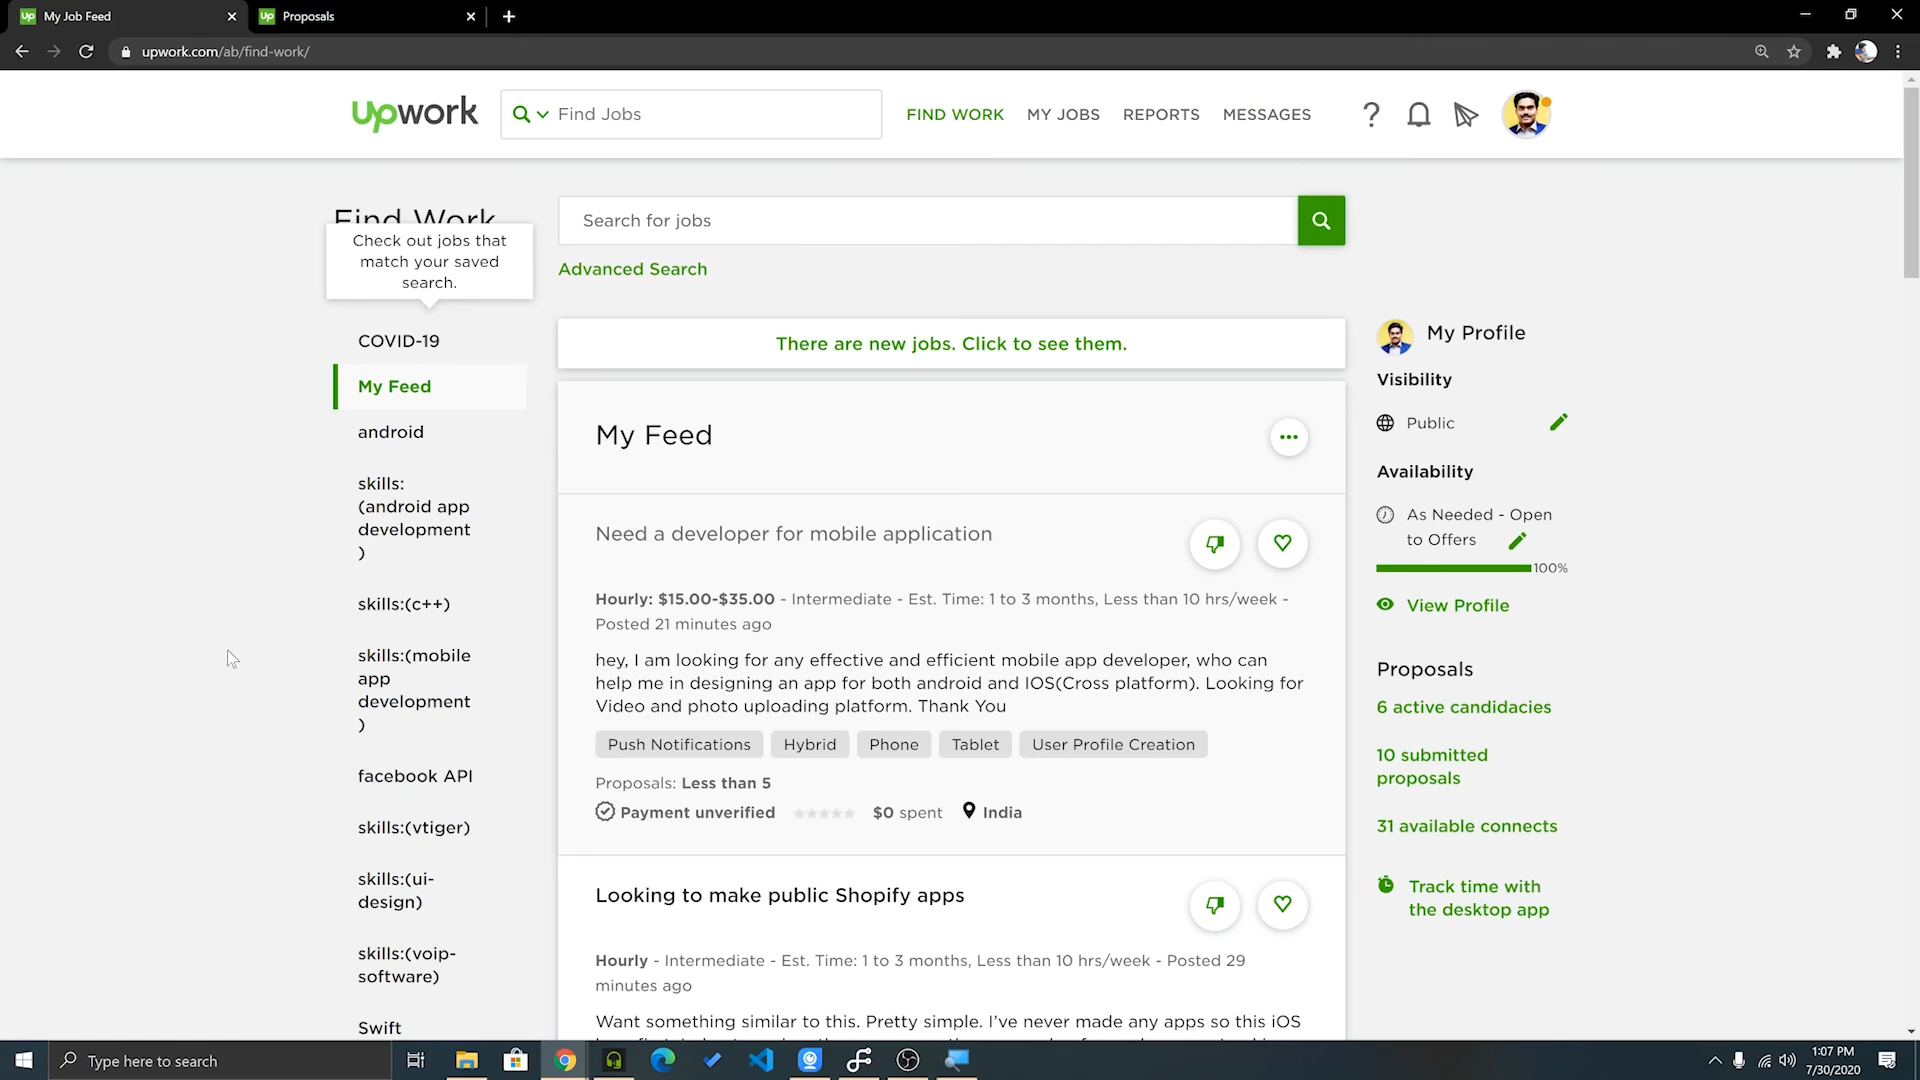 My Job Feed
Proposals
upwork.com/ab/find-work/
upwork
Find Jobs
FIND WORK
MY JOBS
REPORTS
MESSAGES
Find Work
Check out jobs that
match your saved
search.
Search for jobs
Advanced Search
COVID-19
My Feed
android
skills:
(android app
development
)
skills:(c++)
skills:(mobile
app
development
)
facebook API
skills:(vtiger)
skills:(ui-
design)
skills:(voip-
software)
Swift
There are new jobs. Click to see them.
My Feed
Need a developer for mobile application
Hourly: $15.00-$35.00 - Intermediate - Est. Time: 1 to 3 months, Less than 10 hrs/week -
Posted 21 minutes ago
hey, I am looking for any effective and efficient mobile app developer, who can
help me in designing an app for both android and IOS(Cross platform). Looking for
Video and photo uploading platform. Thank You
Push Notifications
Hybrid
Phone
Tablet
User Profile Creation
Proposals: Less than 5
Payment unverified
$0 spent
India
Looking to make public Shopify apps
Hourly - Intermediate - Est. Time: 1 to 3 months, Less than 10 hrs/week - Posted 29
minutes ago
Want something similar to this. Pretty simple. I've never made any apps so this iOS
My Profile
Visibility
Public
Availability
As Needed - Open
to Offers
100%
View Profile
Proposals
6 active candidacies
10 submitted
proposals
31 available connects
Track time with
the desktop app
Type here to search
1:07 PM
7/30/2020